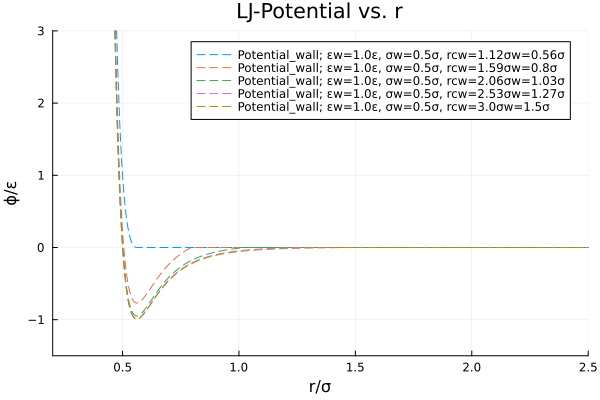 LJ-Potential vs. r
Potential_wall; εw=1.0ε, σw=0.5σ, rcw=1.12σw=0.56σ
Potential_wall; εw=1.0ε, σw=0.5σ, rcw=1.59σw=0.8σ
Potential_wall; εw=1.0ε, σw=0.5σ, rcw=2.06σw=1.03σ
Potential_wall; εw=1.0ε, σw=0.5σ, rcw=2.53σw=1.27σ
Potential_wall; εw=1.0ε, σw=0.5σ, rcw=3.0σw=1.5σ
ϕ/ε
3
2
1
0
−1
0.5 1.0 1.5 2.0 2.5
r/σ